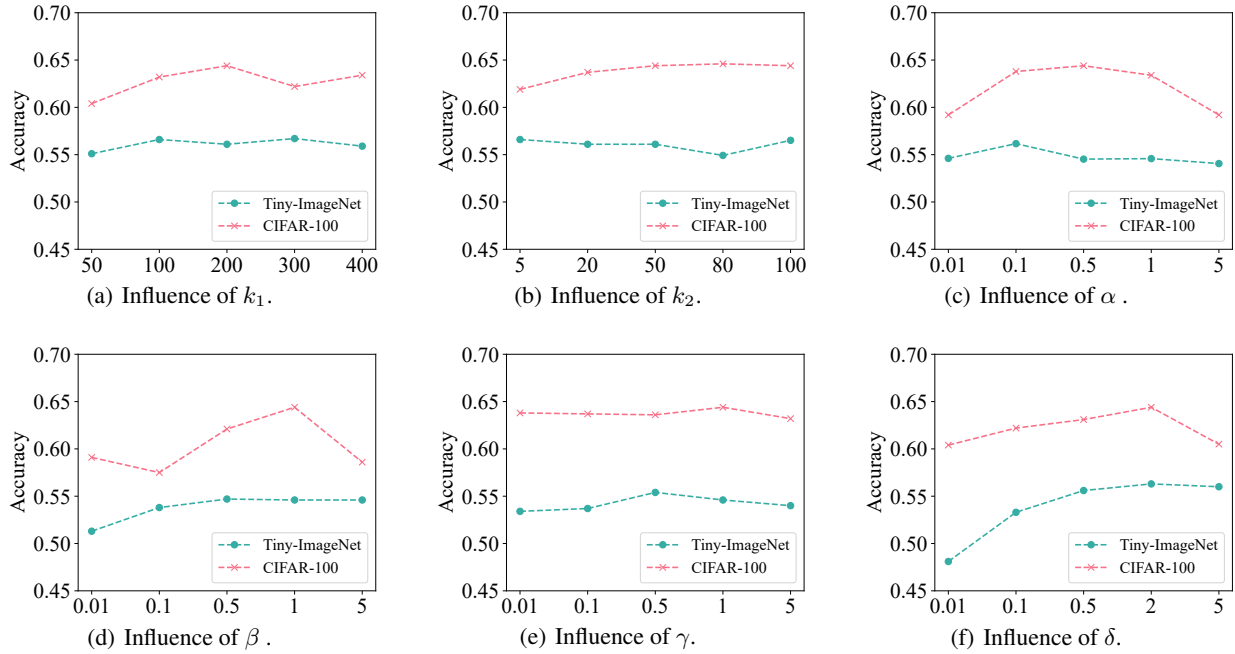 0.70
0.65
0.60
0.55
0.50
0.45
Accuracy
Tiny-ImageNet
CIFAR-100
50 100 200 300 400
(a) Influence of k₁.
0.70
0.65
0.60
0.55
0.50
0.45
Accuracy
Tiny-ImageNet
CIFAR-100
5 20 50 80 100
(b) Influence of k₂.
0.70
0.65
0.60
0.55
0.50
0.45
Accuracy
Tiny-ImageNet
CIFAR-100
0.01 0.1 0.5 1 5
(c) Influence of α .
0.70
0.65
0.60
0.55
0.50
0.45
Accuracy
Tiny-ImageNet
CIFAR-100
0.01 0.1 0.5 1 5
(d) Influence of β .
0.70
0.65
0.60
0.55
0.50
0.45
Accuracy
Tiny-ImageNet
CIFAR-100
0.01 0.1 0.5 1 5
(e) Influence of γ.
0.70
0.65
0.60
0.55
0.50
0.45
Accuracy
Tiny-ImageNet
CIFAR-100
0.01 0.1 0.5 2 5
(f) Influence of δ.